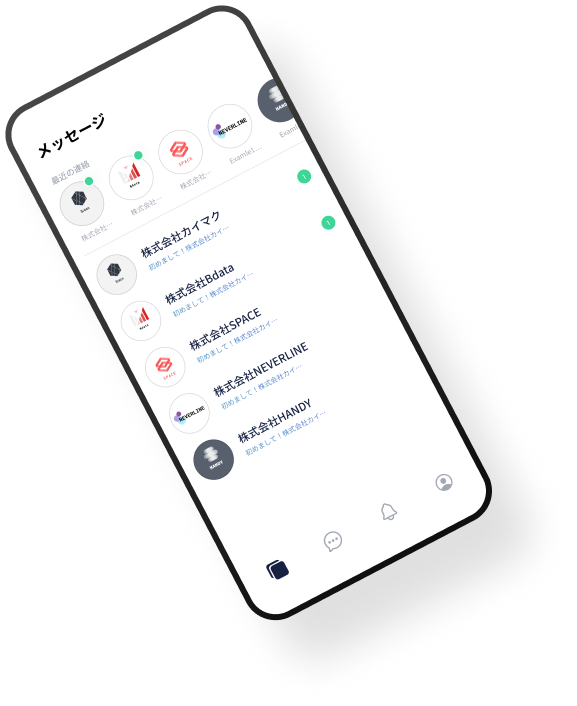 メッセージ
最近の連絡
Bdata
SPACE
NEVERLINE
HANDY
株式会社…
株式会社…
株式会社…
Examle1…
Exam
株式会社カイマク
初めまして！株式会社カイ…
1
株式会社Bdata
初めまして！株式会社カイ…
1
Bdata
株式会社SPACE
初めまして！株式会社カイ…
SPACE
株式会社NEVERLINE
初めまして！株式会社カイ…
NEVERLINE
株式会社HANDY
初めまして！株式会社カイ…
HANDY